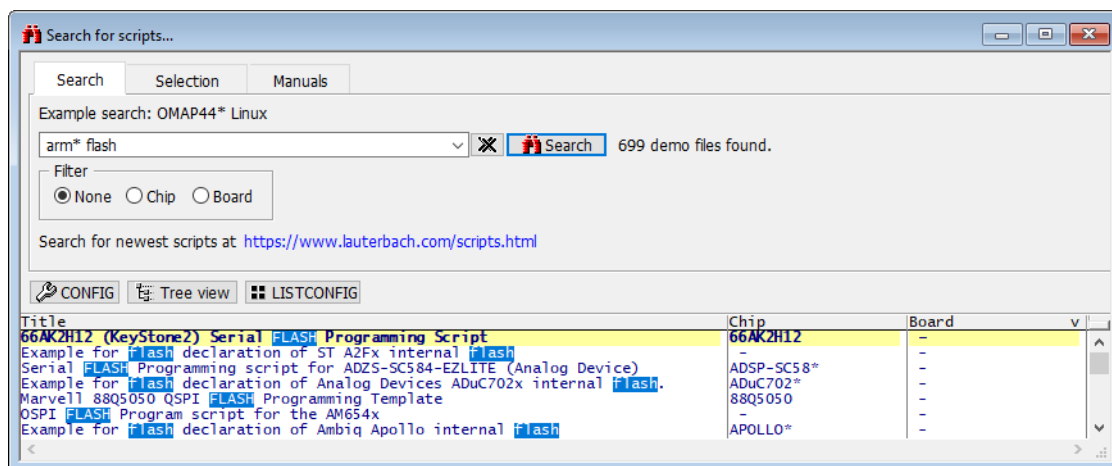 Search for scripts...
Search Selection Manuals
Example search: OMAP44* Linux
arm* flash Search 699 demo files found.
Filter
None Chip Board
Search for newest scripts at https://www.lauterbach.com/scripts.html
CONFIG Tree view LISTCONFIG
Title Chip Board v
66AK2H12 (KeyStone2) Serial FLASH Programming Script 66AK2H12 -
Example for flash declaration of ST A2Fx internal flash - -
Serial FLASH Programming script for ADZS-SC584-EZLITE (Analog Device) ADSP-SC58* -
Example for flash declaration of Analog Devices ADuC702x internal flash. ADuC702* -
Marvell 88Q5050 QSPI FLASH Programming Template 88Q5050 -
OSPI FLASH Program script for the AM654x - -
Example for flash declaration of Ambiq Apollo internal flash APOLLO* -